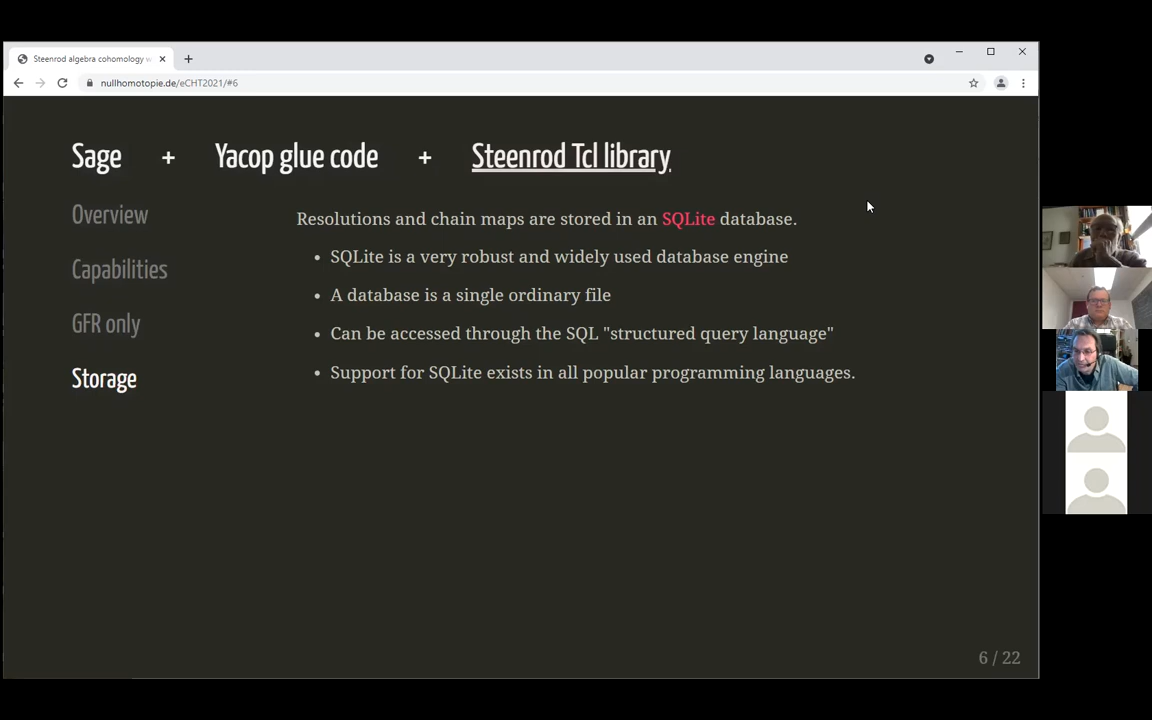 Steenrod algebra cohomology w
nullhomotopie.de/eCHT2021/#6
Sage + Yacop glue code + Steenrod Tcl library
Overview
Capabilities
GFR only
Storage
Resolutions and chain maps are stored in an SQLite database.
• SQLite is a very robust and widely used database engine
• A database is a single ordinary file
• Can be accessed through the SQL "structured query language"
• Support for SQLite exists in all popular programming languages.
6 / 22